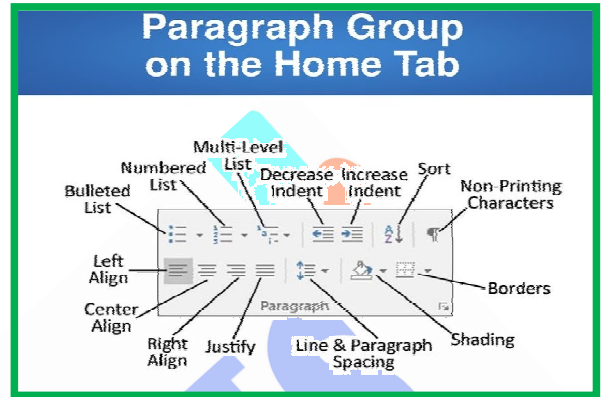 Paragraph Group
on the Home Tab
Multi-Level
List
Numbered
List
Bulleted
List
Decrease
Indent
Increase
Indent
Sort
Non-Printing
Characters
Left
Align
Center
Align
Right
Align
Justify
Line & Paragraph
Spacing
Shading
Borders
Paragraph